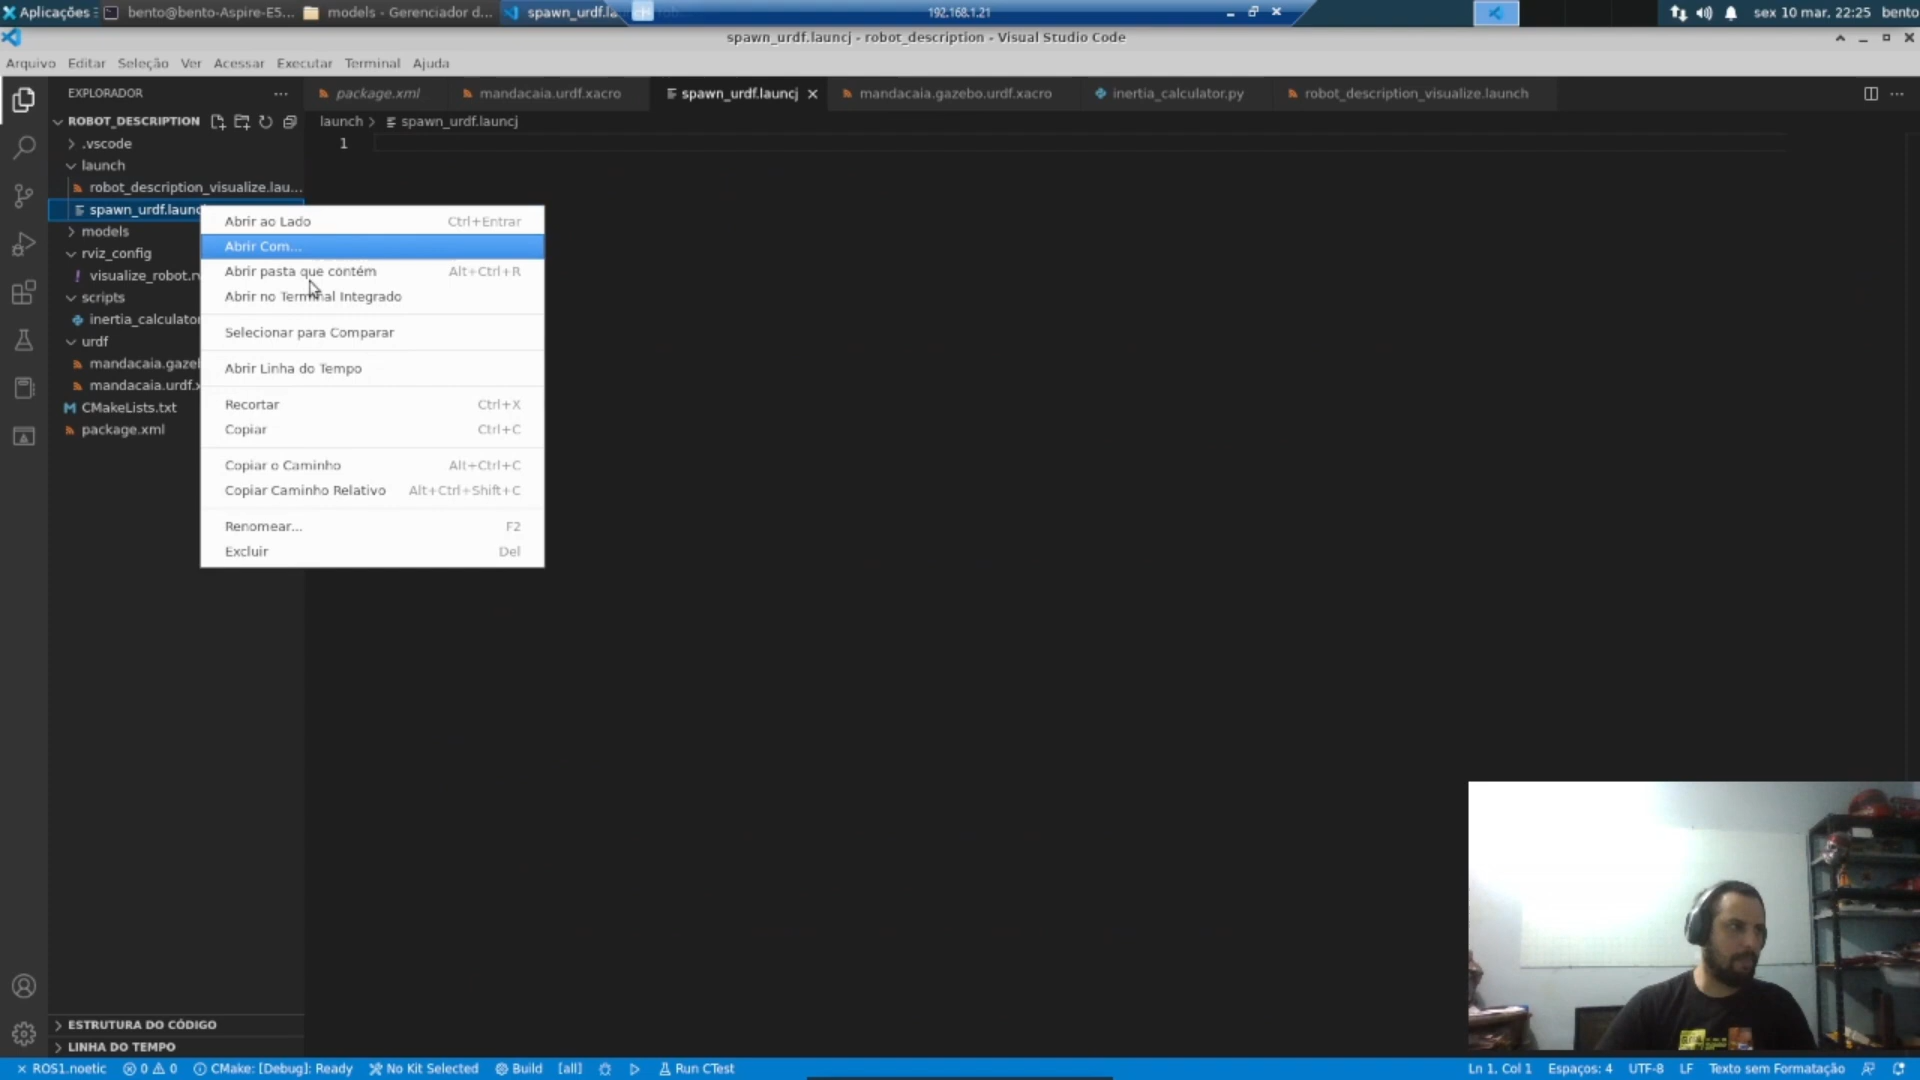 Aplicações
bento@bento-Aspire-E5...
models - Gerenciador d...
spawn_urdf.la
192.168.1.21
sex 10 mar, 22:25
bento
spawn_urdf.launcj - robot_description - Visual Studio Code
Arquivo Editar Seleção Ver Acessar Executar Terminal Ajuda
EXPLORADOR
package.xml
mandacaia.urdf.xacro
spawn_urdf.launcj
mandacaia.gazebo.urdf.xacro
inertia_calculator.py
robot_description_visualize.launch
ROBOT_DESCRIPTION
launch > spawn_urdf.launcj
1
.vscode
launch
robot_description_visualize.lau...
spawn_urdf.launc
models
rviz_config
visualize_robot.r
scripts
inertia_calculator
urdf
mandacaia.gazel
mandacaia.urdf.x
CMakeLists.txt
package.xml
Abrir ao Lado Ctrl+Entrar
Abrir Com...
Abrir pasta que contém Alt+Ctrl+R
Abrir no Terminal Integrado
Selecionar para Comparar
Abrir Linha do Tempo
Recortar Ctrl+X
Copiar Ctrl+C
Copiar o Caminho Alt+Ctrl+C
Copiar Caminho Relativo Alt+Ctrl+Shift+C
Renomear... F2
Excluir Del
ESTRUTURA DO CÓDIGO
LINHA DO TEMPO
ROS1.noetic 0 0 CMake: [Debug]: Ready No Kit Selected Build [all] Run CTest Ln 1, Col 1 Espaços: 4 UTF-8 LF Texto sem Formatação